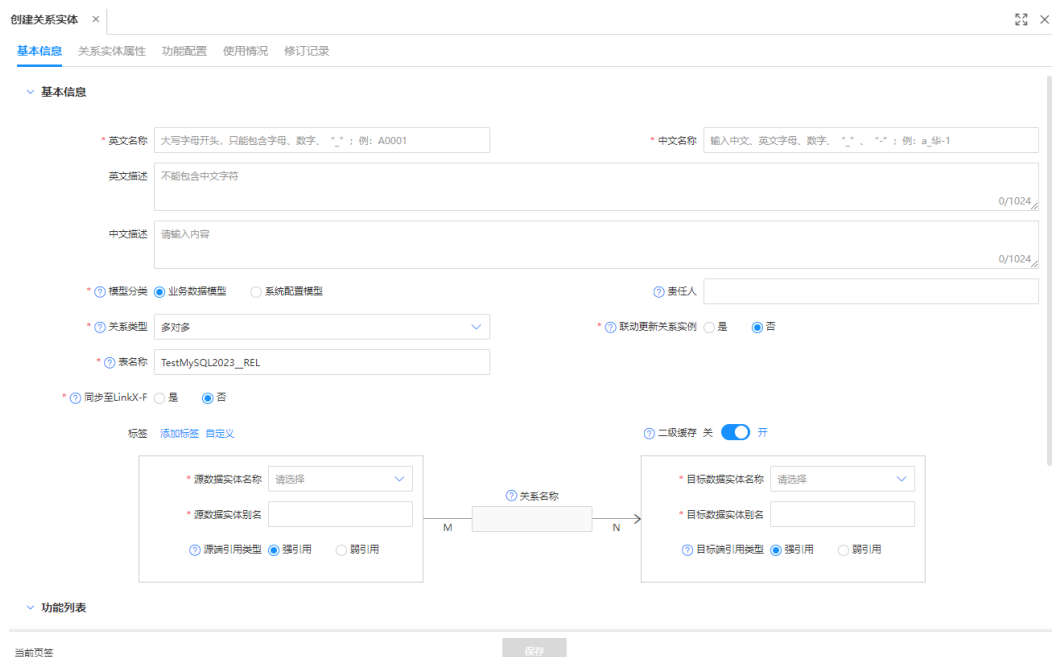 创建关系实体 ×
基本信息 关系实体属性 功能配置 使用情况 修订记录
基本信息
* 英文名称 大写字母开头，只能包含字母、数字、“_”；例：A0001 * 中文名称 输入中文、英文字母、数字、“_”、“-”；例：a_华-1
英文描述 不能包含中文字符
0/1024
中文描述 请输入内容
0/1024
* 模型分类 业务数据模型 系统配置模型 责任人
* 关系类型 多对多 * 联动更新关系实例 是 否
* 表名称 TestMySQL2023__REL
* 同步至LinkX-F 是 否
标签 添加标签 自定义 二级缓存 关 开
* 源数据实体名称 请选择 * 目标数据实体名称 请选择
关系名称
* 源数据实体别名 * 目标数据实体别名
M N
源端引用类型 强引用 弱引用 目标端引用类型 强引用 弱引用
功能列表
当前页签 保存